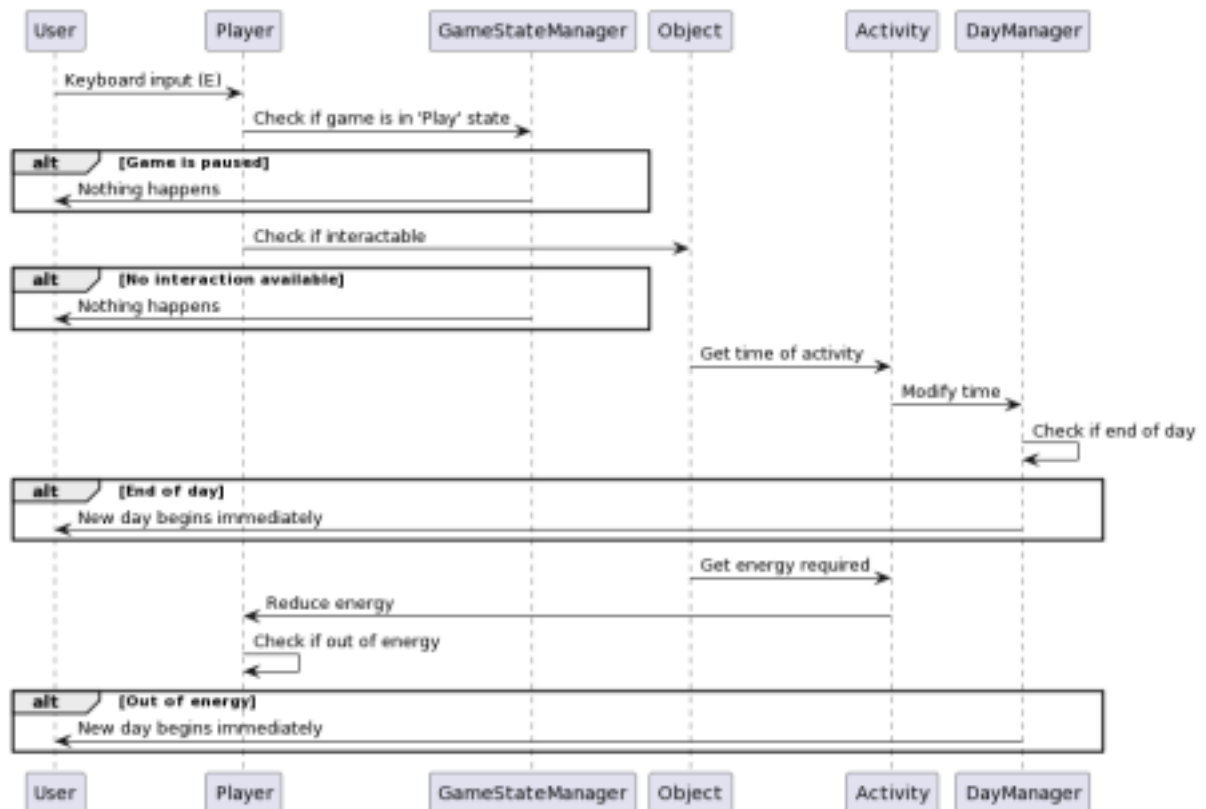 User Player GameStateManager Object Activity DayManager
Keyboard input (E)
Check if game is in 'Play' state
alt [Game is paused]
Nothing happens
Check if interactable
alt [No interaction available]
Nothing happens
Get time of activity
Modify time
Check if end of day
alt [End of day]
New day begins immediately
Get energy required
Reduce energy
Check if out of energy
alt [Out of energy]
New day begins immediately
User Player GameStateManager Object Activity DayManager